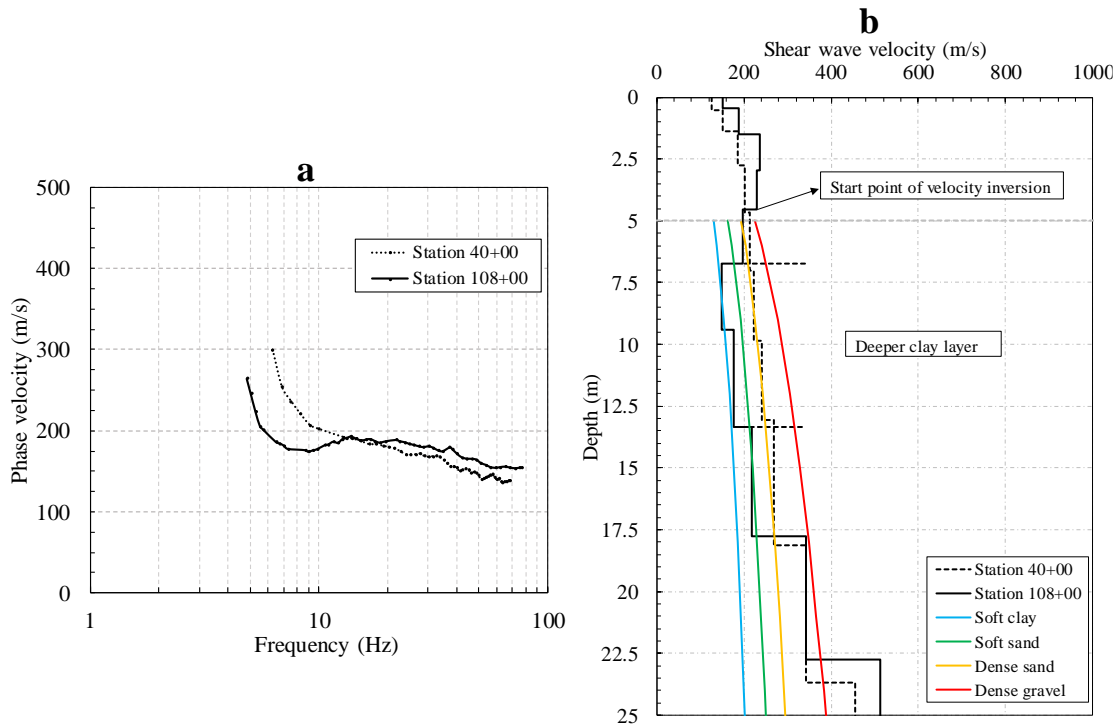 a
500
400
300
200
100
0
Phase velocity (m/s)
1
10
100
Frequency (Hz)
Station 40+00
Station 108+00
b
Shear wave velocity (m/s)
0
200
400
600
800
1000
0
2.5
5
7.5
10
12.5
15
17.5
20
22.5
25
Depth (m)
Start point of velocity inversion
Deeper clay layer
Station 40+00
Station 108+00
Soft clay
Soft sand
Dense sand
Dense gravel